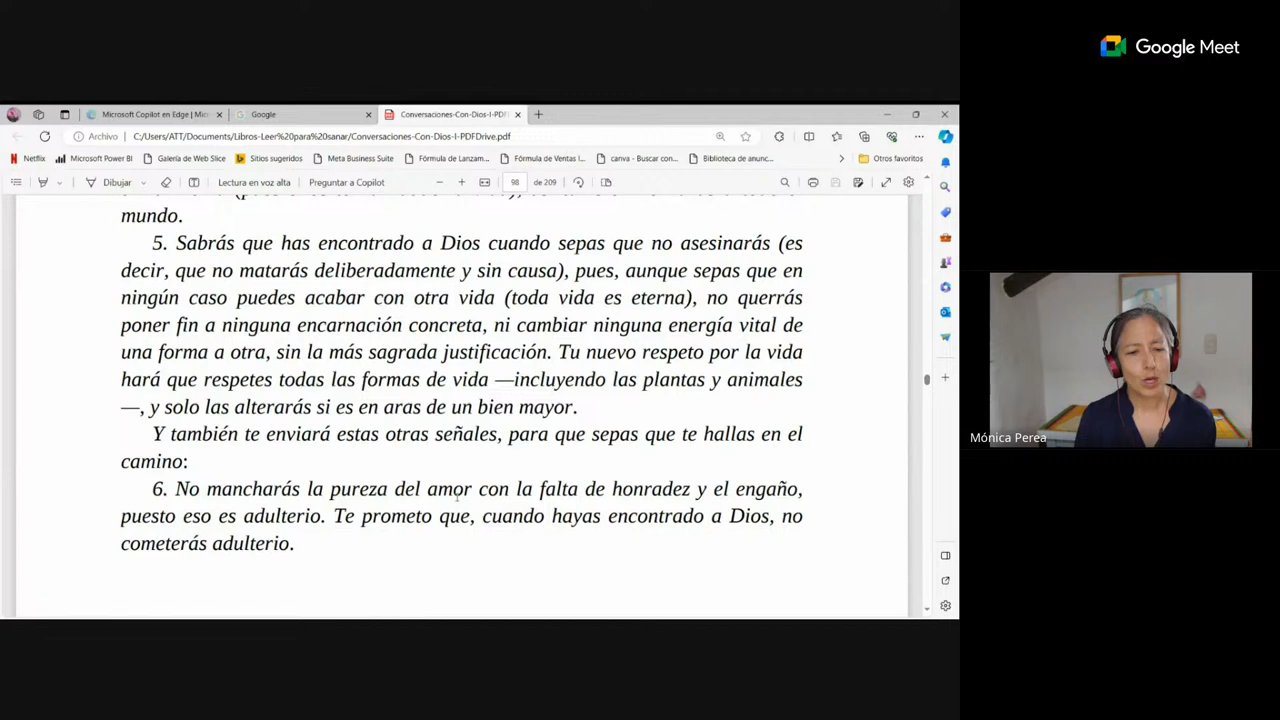 Google Meet
Microsoft Copilot en Edge | Mic
Google
Conversaciones-Con-Dios-I-PDFD
Archivo
C:/Users/ATT/Documents/Libros-Leer%20para%20sanar/Conversaciones-Con-Dios-I-PDFDrive.pdf
Netflix
Microsoft Power BI
Galería de Web Slice
Sitios sugeridos
Meta Business Suite
Fórmula de Lanzam...
Fórmula de Ventas I...
canva - Buscar con...
Biblioteca de anunc...
Otros favoritos
Dibujar
Lectura en voz alta
Preguntar a Copilot
98
de 209
mundo.
5. Sabrás que has encontrado a Dios cuando sepas que no asesinarás (es
decir, que no matarás deliberadamente y sin causa), pues, aunque sepas que en
ningún caso puedes acabar con otra vida (toda vida es eterna), no querrás
poner fin a ninguna encarnación concreta, ni cambiar ninguna energía vital de
una forma a otra, sin la más sagrada justificación. Tu nuevo respeto por la vida
hará que respetes todas las formas de vida —incluyendo las plantas y animales
—, y solo las alterarás si es en aras de un bien mayor.
Y también te enviará estas otras señales, para que sepas que te hallas en el
camino:
6. No mancharás la pureza del amor con la falta de honradez y el engaño,
puesto eso es adulterio. Te prometo que, cuando hayas encontrado a Dios, no
cometerás adulterio.
Mónica Perea